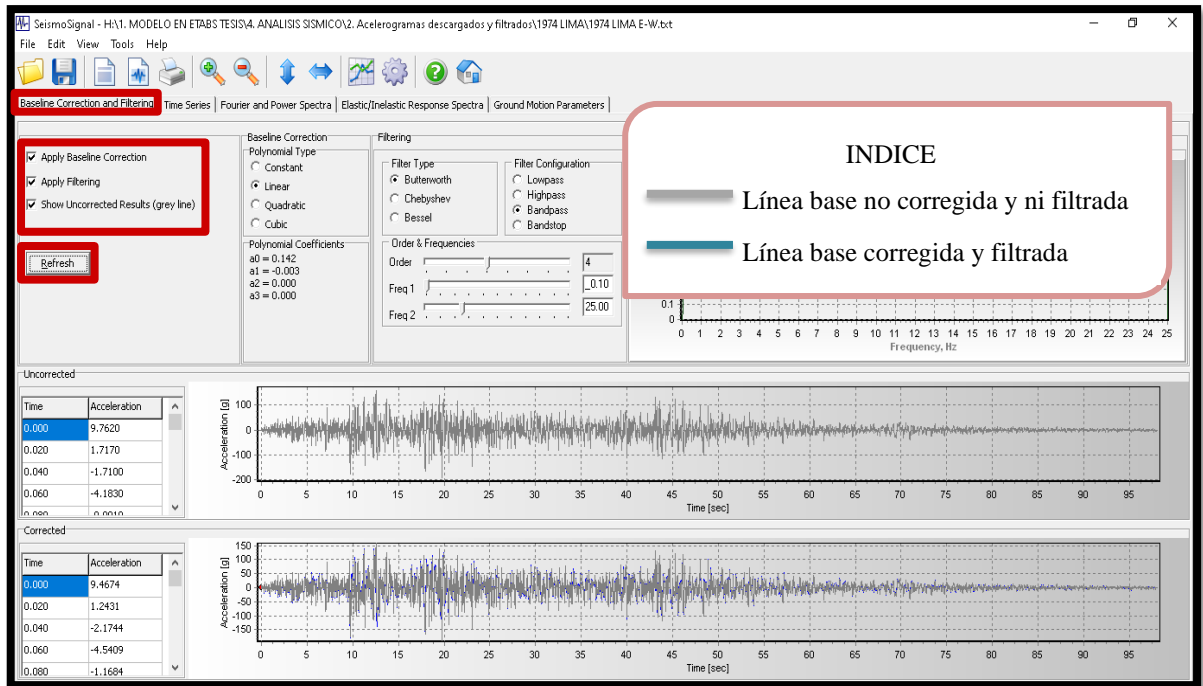 SeismoSignal - H:\1. MODELO EN ETABS TESIS\4. ANALISIS SISMICO\2. Acelerogramas descargados y filtrados\1974 LIMA\1974 LIMA E-W.txt
File Edit View Tools Help
Baseline Correction and Filtering Time Series Fourier and Power Spectra Elastic/Inelastic Response Spectra Ground Motion Parameters
Apply Baseline Correction
Apply Filtering
Show Uncorrected Results (grey line)
Refresh
Baseline Correction
Polynomial Type
Constant
Linear
Quadratic
Cubic
Polynomial Coefficients
a0 = 0.142
a1 = -0.003
a2 = 0.000
a3 = 0.000
Filtering
Filter Type
Butterworth
Chebyshev
Bessel
Filter Configuration
Lowpass
Highpass
Bandpass
Bandstop
Order & Frequencies
Order 4
Freq 1 _0.10
Freq 2 25.00
INDICE
Línea base no corregida y ni filtrada
Línea base corregida y filtrada
0.1
0
0 1 2 3 4 5 6 7 8 9 10 11 12 13 14 15 16 17 18 19 20 21 22 23 24 25
Frequency, Hz
Uncorrected
Time Acceleration
0.000 9.7620
0.020 1.7170
0.040 -1.7100
0.060 -4.1830
Acceleration [g]
100
0
-100
-200
0 5 10 15 20 25 30 35 40 45 50 55 60 65 70 75 80 85 90 95
Time [sec]
Corrected
Time Acceleration
0.000 9.4674
0.020 1.2431
0.040 -2.1744
0.060 -4.5409
0.080 -1.1684
Acceleration [g]
150
100
50
0
-50
-100
-150
0 5 10 15 20 25 30 35 40 45 50 55 60 65 70 75 80 85 90 95
Time [sec]